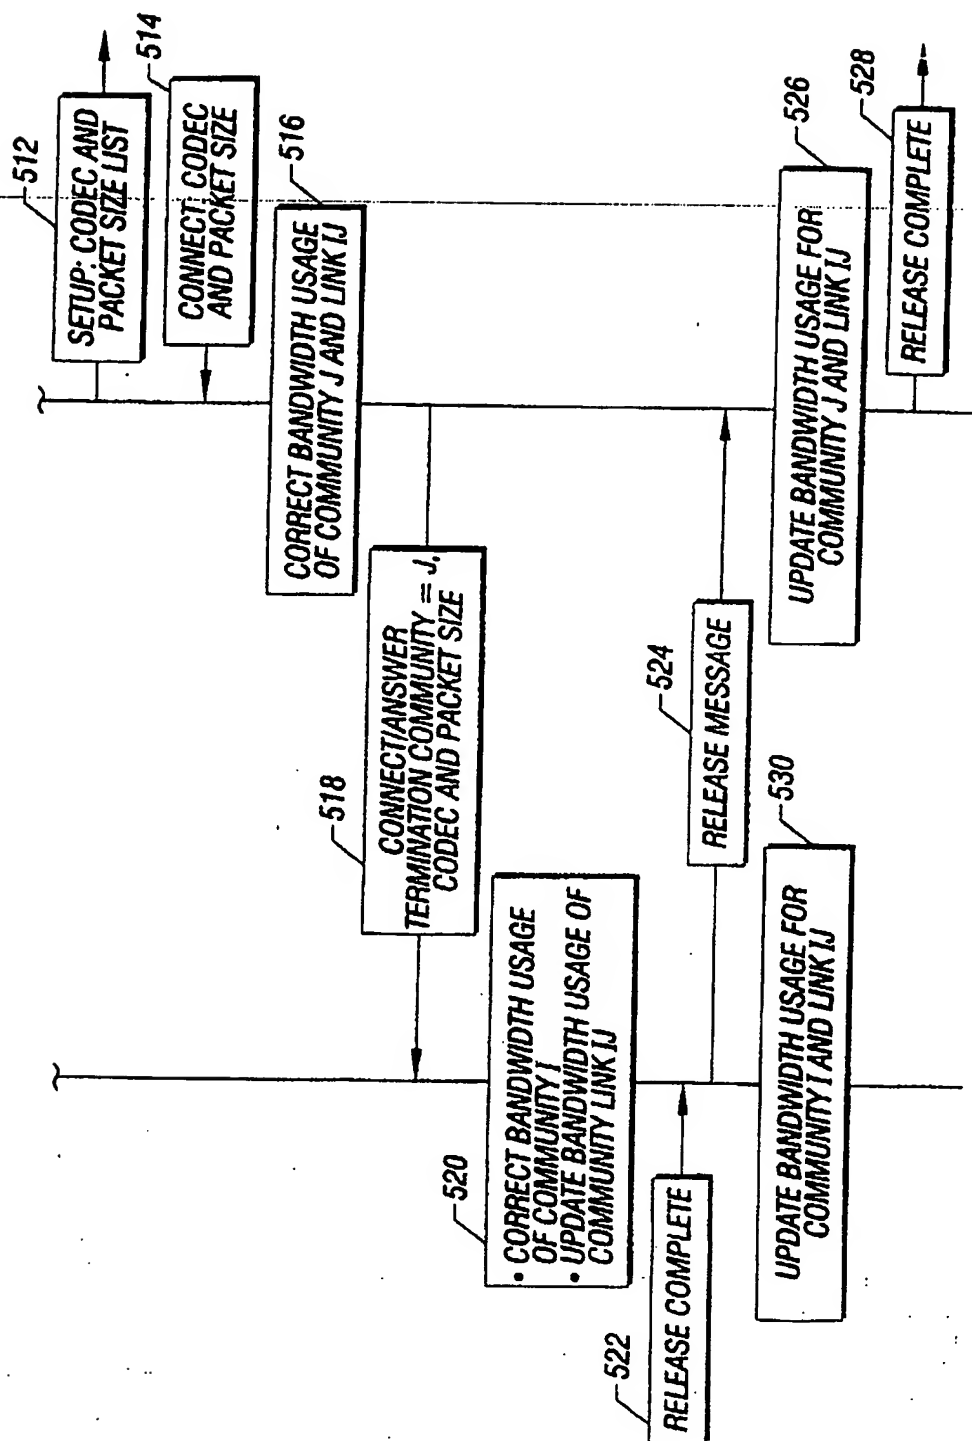 512
SETUP: CODEC AND
PACKET SIZE LIST
514
CONNECT: CODEC
AND PACKET SIZE
516
CORRECT BANDWIDTH USAGE
OF COMMUNITY J AND LINK IJ
518
CONNECT/ANSWER
TERMINATION COMMUNITY = J,
CODEC AND PACKET SIZE
520
• CORRECT BANDWIDTH USAGE
OF COMMUNITY I
• UPDATE BANDWIDTH USAGE OF
COMMUNITY LINK IJ
522
RELEASE COMPLETE
524
RELEASE MESSAGE
526
UPDATE BANDWIDTH USAGE FOR
COMMUNITY J AND LINK IJ
528
RELEASE COMPLETE
530
UPDATE BANDWIDTH USAGE FOR
COMMUNITY I AND LINK IJ